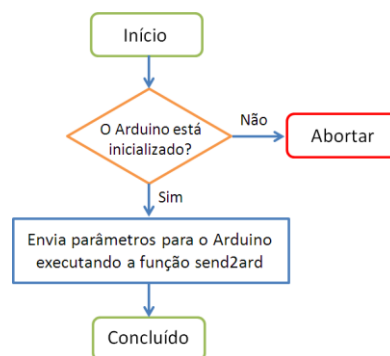 Início
O Arduino está
inicializado?
Não
Abortar
Sim
Envia parâmetros para o Arduino
executando a função send2ard
Concluído